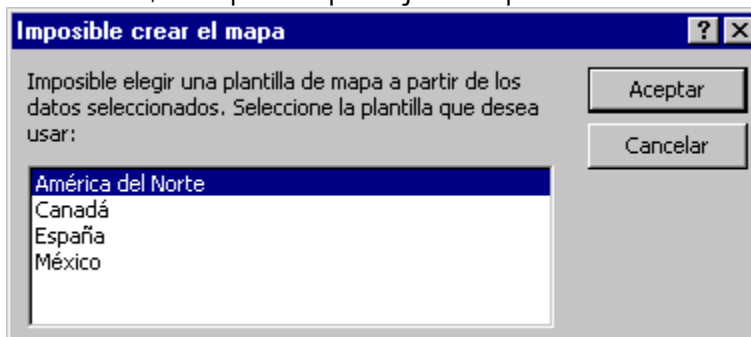 Imposible crear el mapa
Imposible elegir una plantilla de mapa a partir de los
datos seleccionados. Seleccione la plantilla que desea
usar:
Aceptar
Cancelar
América del Norte
Canadá
España
México